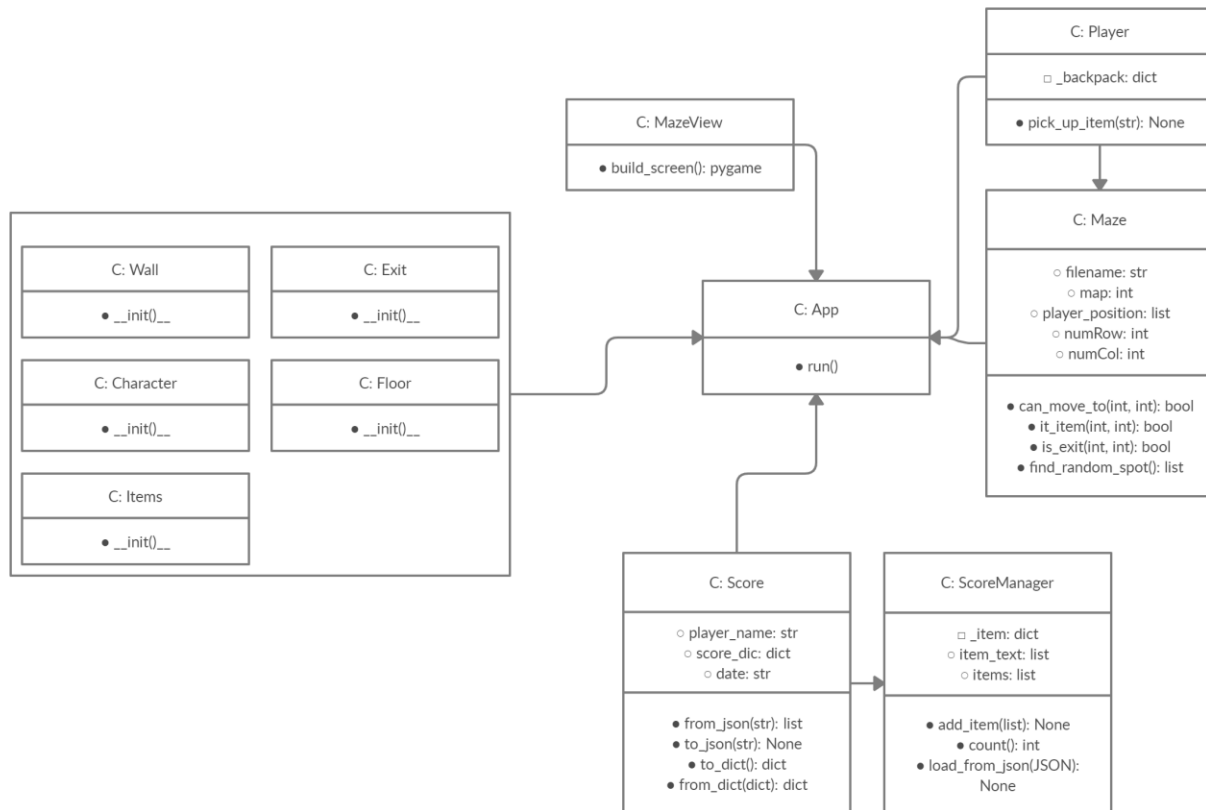 C: Player
□ _backpack: dict
● pick_up_item(str): None
C: MazeView
● build_screen(): pygame
C: Maze
○ filename: str
○ map: int
○ player_position: list
○ numRow: int
○ numCol: int
● can_move_to(int, int): bool
● it_item(int, int): bool
● is_exit(int, int): bool
● find_random_spot(): list
C: Wall
● __init()__
C: Exit
● __init()__
C: Character
● __init()__
C: Floor
● __init()__
C: Items
● __init()__
C: App
● run()
C: Score
○ player_name: str
○ score_dic: dict
○ date: str
● from_json(str): list
● to_json(str): None
● to_dict(): dict
● from_dict(dict): dict
C: ScoreManager
□ _item: dict
○ item_text: list
○ items: list
● add_item(list): None
● count(): int
● load_from_json(JSON):
None